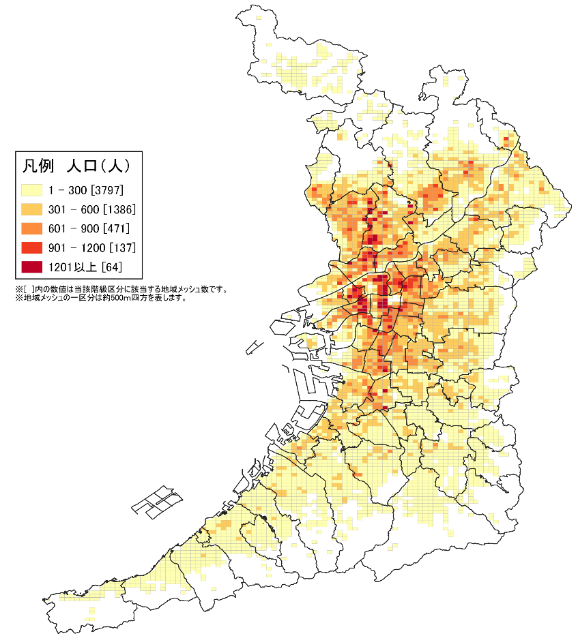 凡例 人口(人)
1 - 300 [3797]
301 - 600 [1386]
601 - 900 [471]
901 - 1200 [137]
1201以上 [64]
※[ ]内の数値は当該階級区分に該当する地域メッシュ数です。
※地域メッシュの一区分は約500m四方を表します。